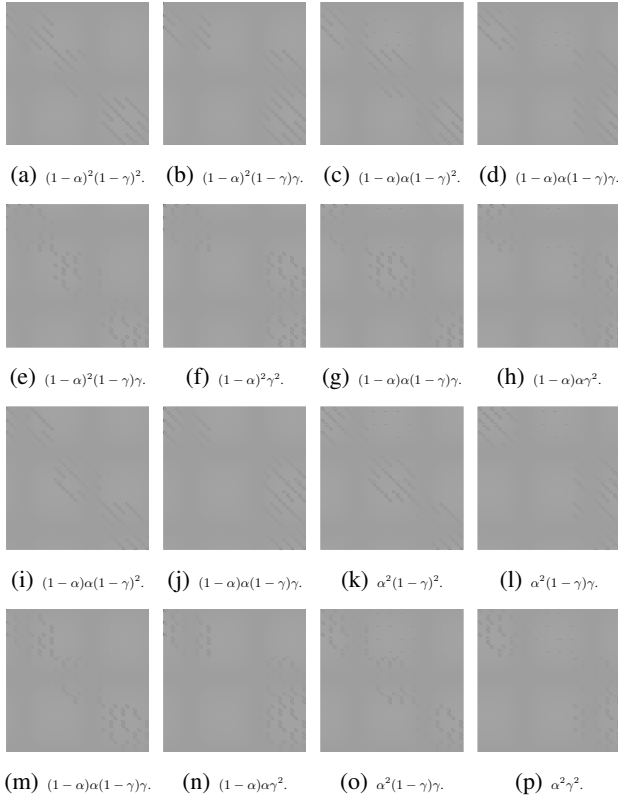 (a) (1 − α)²(1 − γ)². (b) (1 − α)²(1 − γ)γ. (c) (1 − α)α(1 − γ)². (d) (1 − α)α(1 − γ)γ.
(e) (1 − α)²(1 − γ)γ. (f) (1 − α)²γ². (g) (1 − α)α(1 − γ)γ. (h) (1 − α)αγ².
(i) (1 − α)α(1 − γ)². (j) (1 − α)α(1 − γ)γ. (k) α²(1 − γ)². (l) α²(1 − γ)γ.
(m) (1 − α)α(1 − γ)γ. (n) (1 − α)αγ². (o) α²(1 − γ)γ. (p) α²γ².